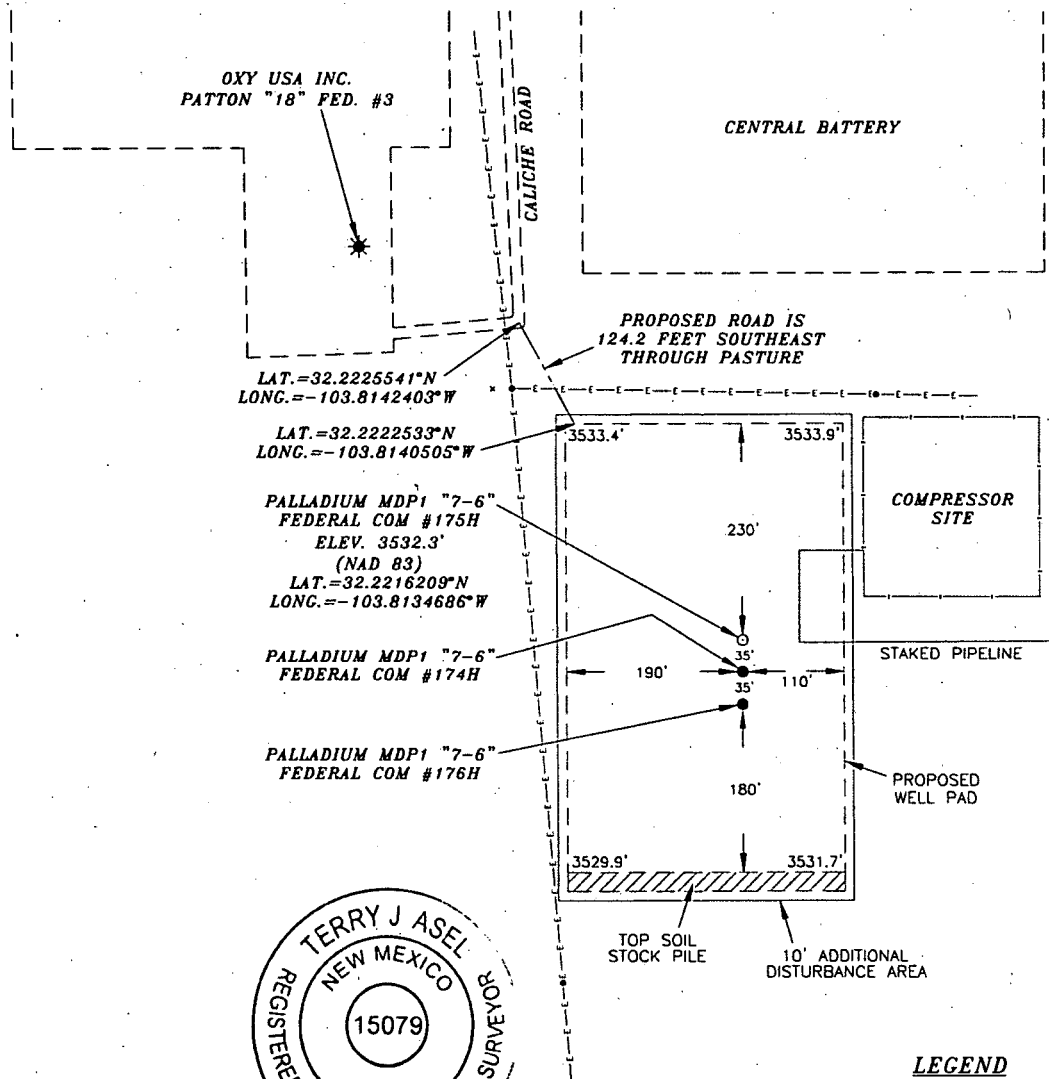 OXY USA INC.
PATTON "18" FED. #3
CALICHE ROAD
CENTRAL BATTERY
PROPOSED ROAD IS
124.2 FEET SOUTHEAST
THROUGH PASTURE
LAT.=32.2225541°N
LONG.=-103.8142403°W
LAT.=32.2222533°N
LONG.=-103.8140505°W
3533.4'
3533.9'
COMPRESSOR
SITE
PALLADIUM MDP1 "7-6"
FEDERAL COM #175H
ELEV. 3532.3'
(NAD 83)
LAT.=32.2216209°N
LONG.=-103.8134686°W
230'
35'
STAKED PIPELINE
PALLADIUM MDP1 "7-6"
FEDERAL COM #174H
190'
110'
35'
PALLADIUM MDP1 "7-6"
FEDERAL COM #176H
180'
PROPOSED
WELL PAD
3529.9'
3531.7'
TOP SOIL
STOCK PILE
10' ADDITIONAL
DISTURBANCE AREA
TERRY J ASEL
NEW MEXICO
15079
SURVEYOR
LEGEND